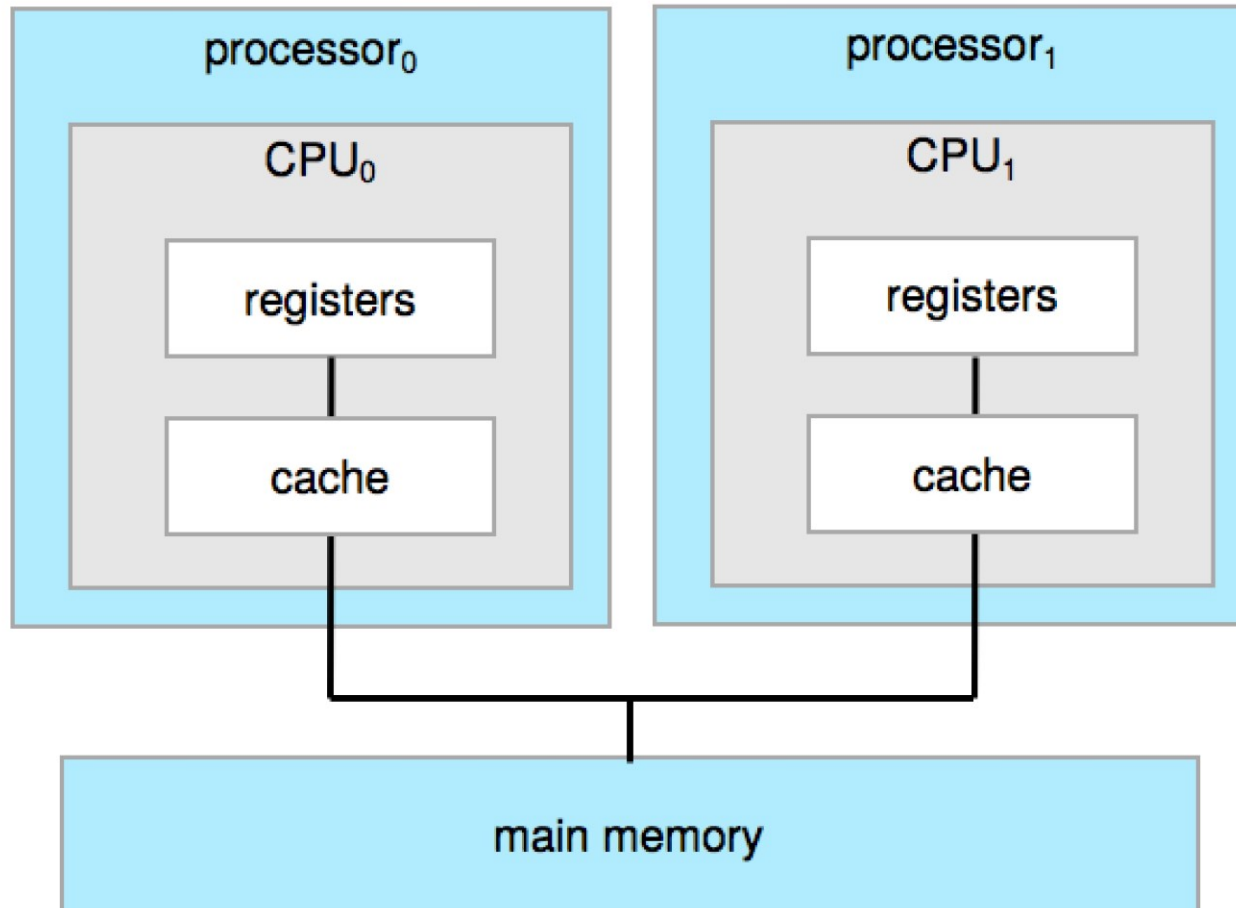 processor₀
CPU₀
registers
cache
processor₁
CPU₁
registers
cache
main memory